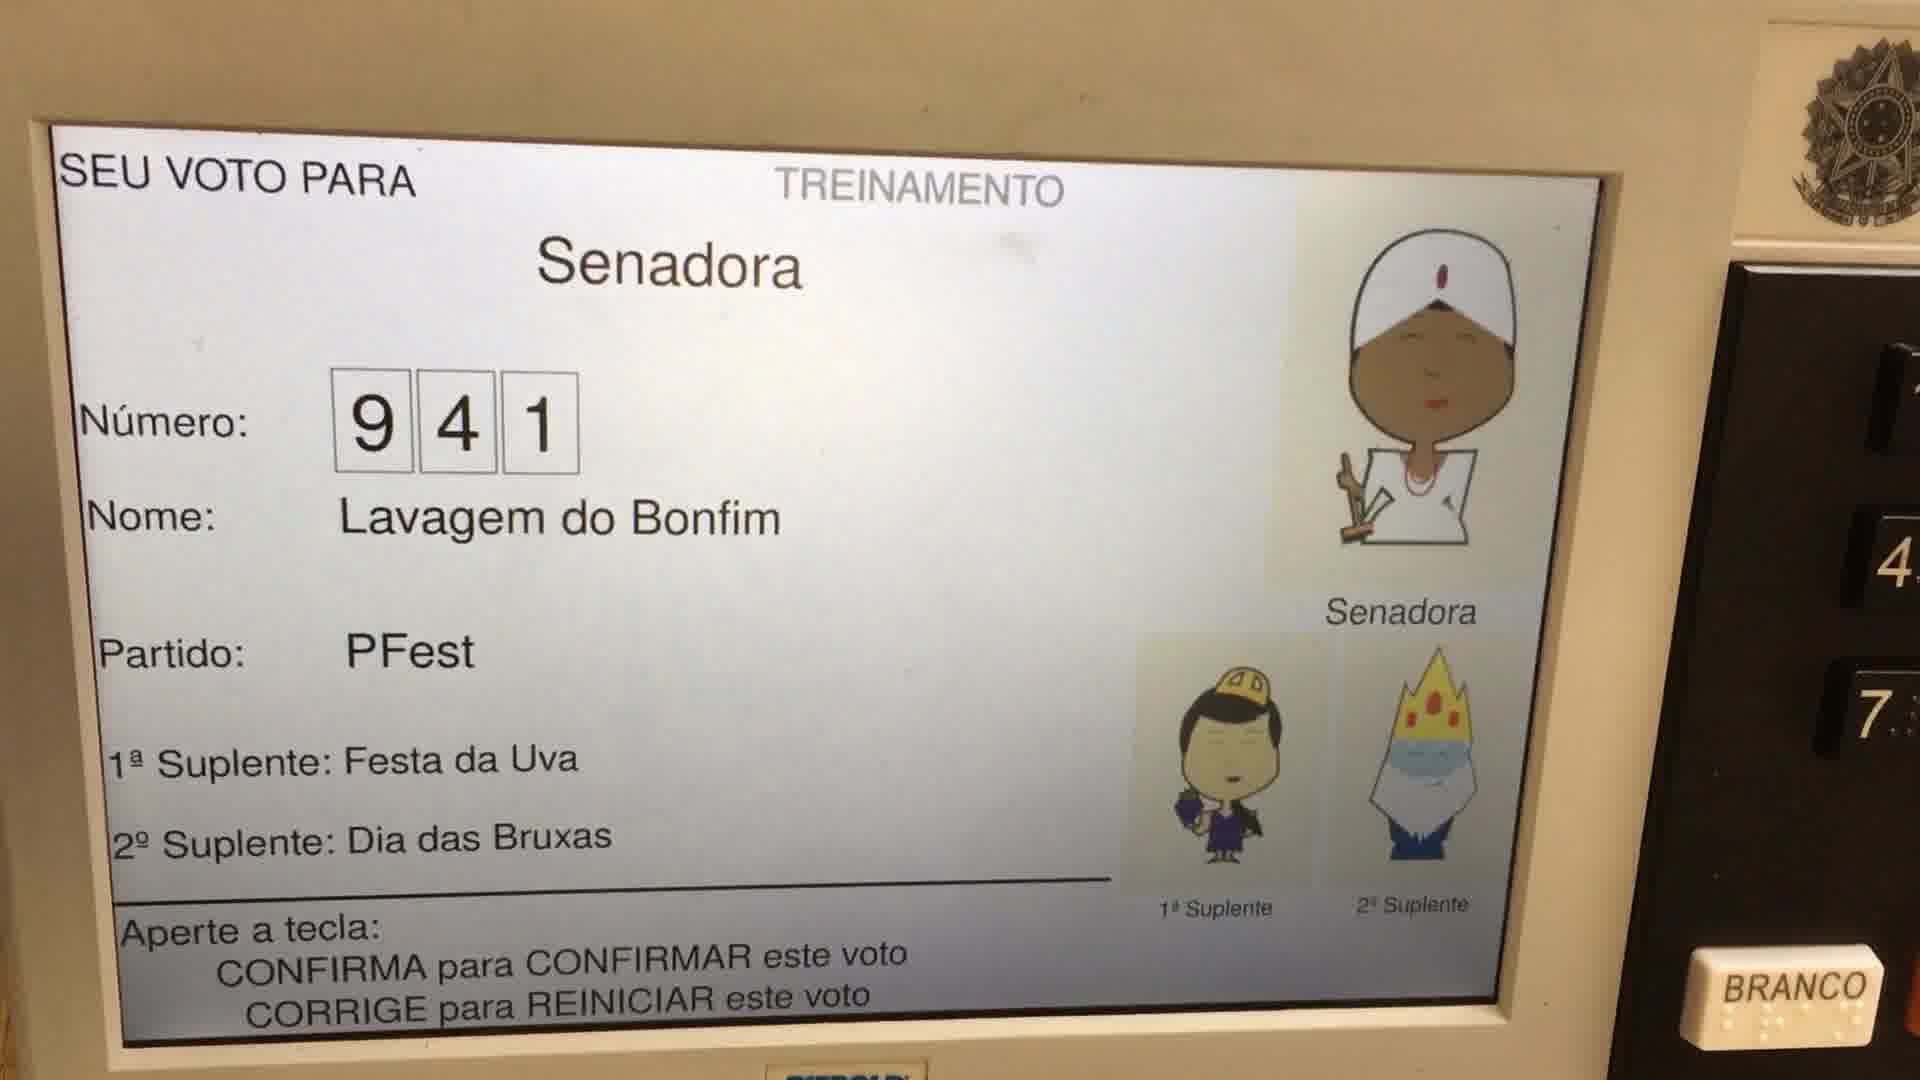 SEU VOTO PARA
TREINAMENTO
Senadora
Número: 9 4 1
Nome: Lavagem do Bonfim
Partido: PFest
1ª Suplente: Festa da Uva
2º Suplente: Dia das Bruxas
Senadora
1ª Suplente
2º Suplente
Aperte a tecla:
CONFIRMA para CONFIRMAR este voto
CORRIGE para REINICIAR este voto
4
7
BRANCO